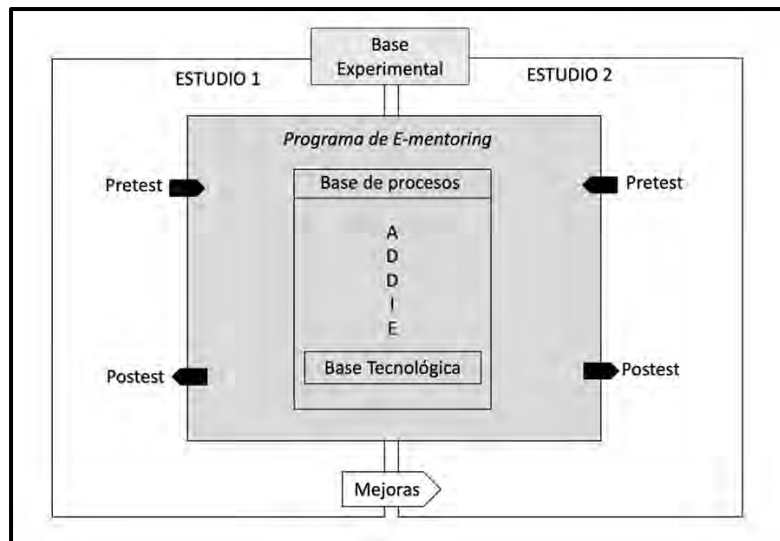 Base
Experimental
ESTUDIO 1
ESTUDIO 2
Programa de E-mentoring
Pretest
Base de procesos
Pretest
A
D
D
I
E
Postest
Base Tecnológica
Postest
Mejoras